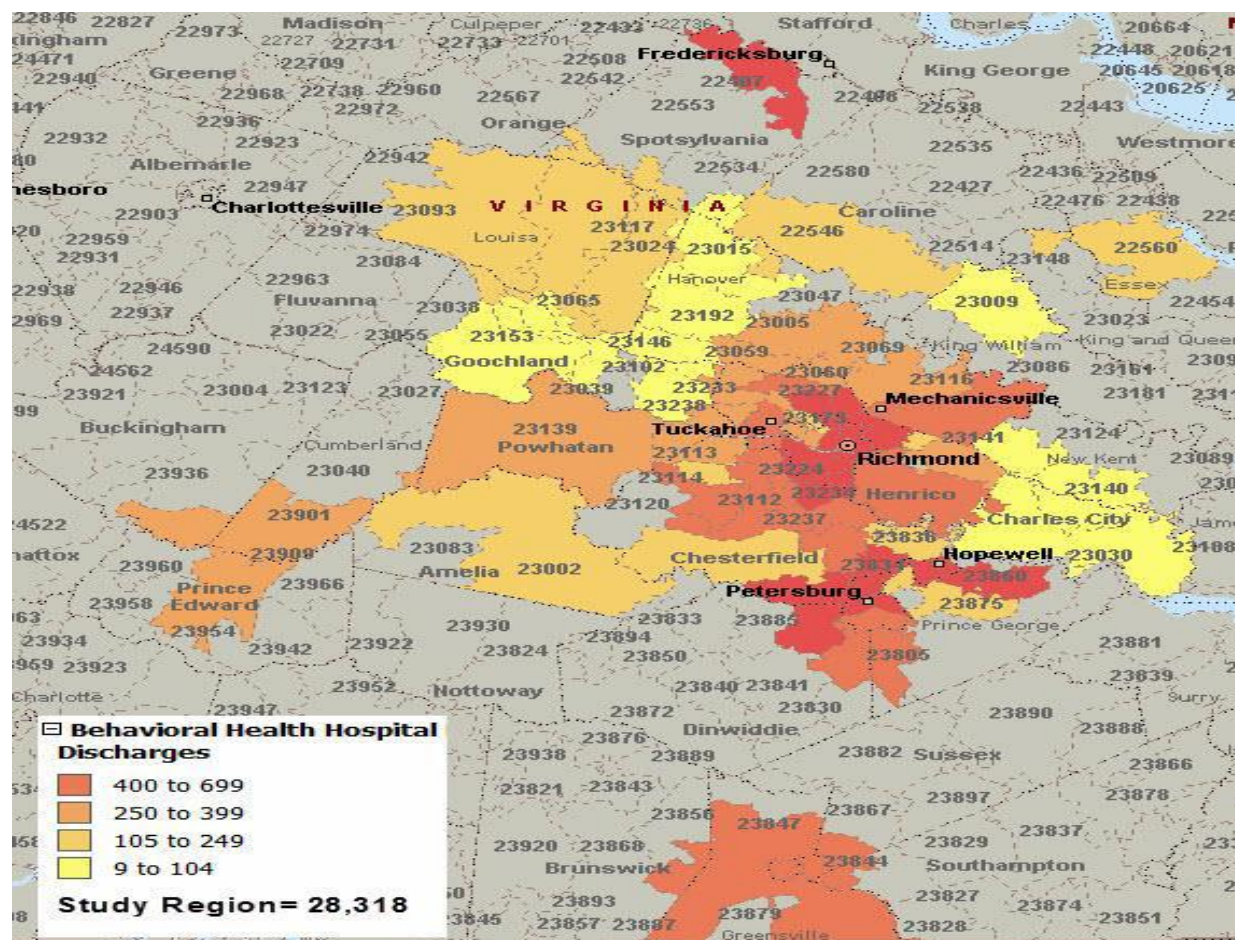 22846 22827 Madison Culpeper 22433 22736 Stafford Charles 20664
22973 22727 22731 22733 22701 Fredericksburg 22448 20621
24471 22709 22508 King George 20645 20618
22940 Greene 22542 22407 20625
22968 22738 22960 22567 22553 22538 22443
22972 Orange
22936 22923 Spotsylvania 22535 Westmore
22932 Albermarle 22942 22534 22580
22947 22427 22436 22509
Charlottesville 23093 VIRGINIA Caroline 22476 22438
22903 22974 Louisa 23117 22546 22514 22560
22959 23024 23015 23148
22931 23084 Hanover Essex
22938 22946 22963 Fluvanna 23038 23065 23047 23009 22454
22969 22937 23022 23055 23153 23192 23005 23023
24590 Goochland 23146 23059 23069 King William King and Queen
24562 23102 23060 23116 23086 23161
23921 23004 23123 23027 23039 23233 23227 Mechanicsville 23181
Buckingham 23139 23238 Tuckahoe 23173 23141 23124
Cumberland Powhatan 23113 Richmond New Kent 23089
23936 23040 23114 23224 Henrico 23140
23901 23120 23112 23234 Charles City
23909 23083 23237 23836 Hopewell 23030
23960 Amelia 23002 Chesterfield 23831 23860
Prince Edward 23966 Petersburg 23875
23958 23930 23833 23885 Prince George
23934 23954 23942 23922 23824 23894 23850 23805 23881
23923 23952 23839
Charlotte 23947 Nottoway 23840 23841 23830 Surry
23872 Dinwiddie 23890
23876 23888
23938 23889 23882 Sussex 23866
23821 23843 23897 23878
23856 23867
23847 23837
23920 23868 23844 23829
Brunswick Southampton
23893 23879 23827 23874
23845 23857 23887 Greensville 23828 23851
Behavioral Health Hospital
Discharges
400 to 699
250 to 399
105 to 249
9 to 104
Study Region= 28,318